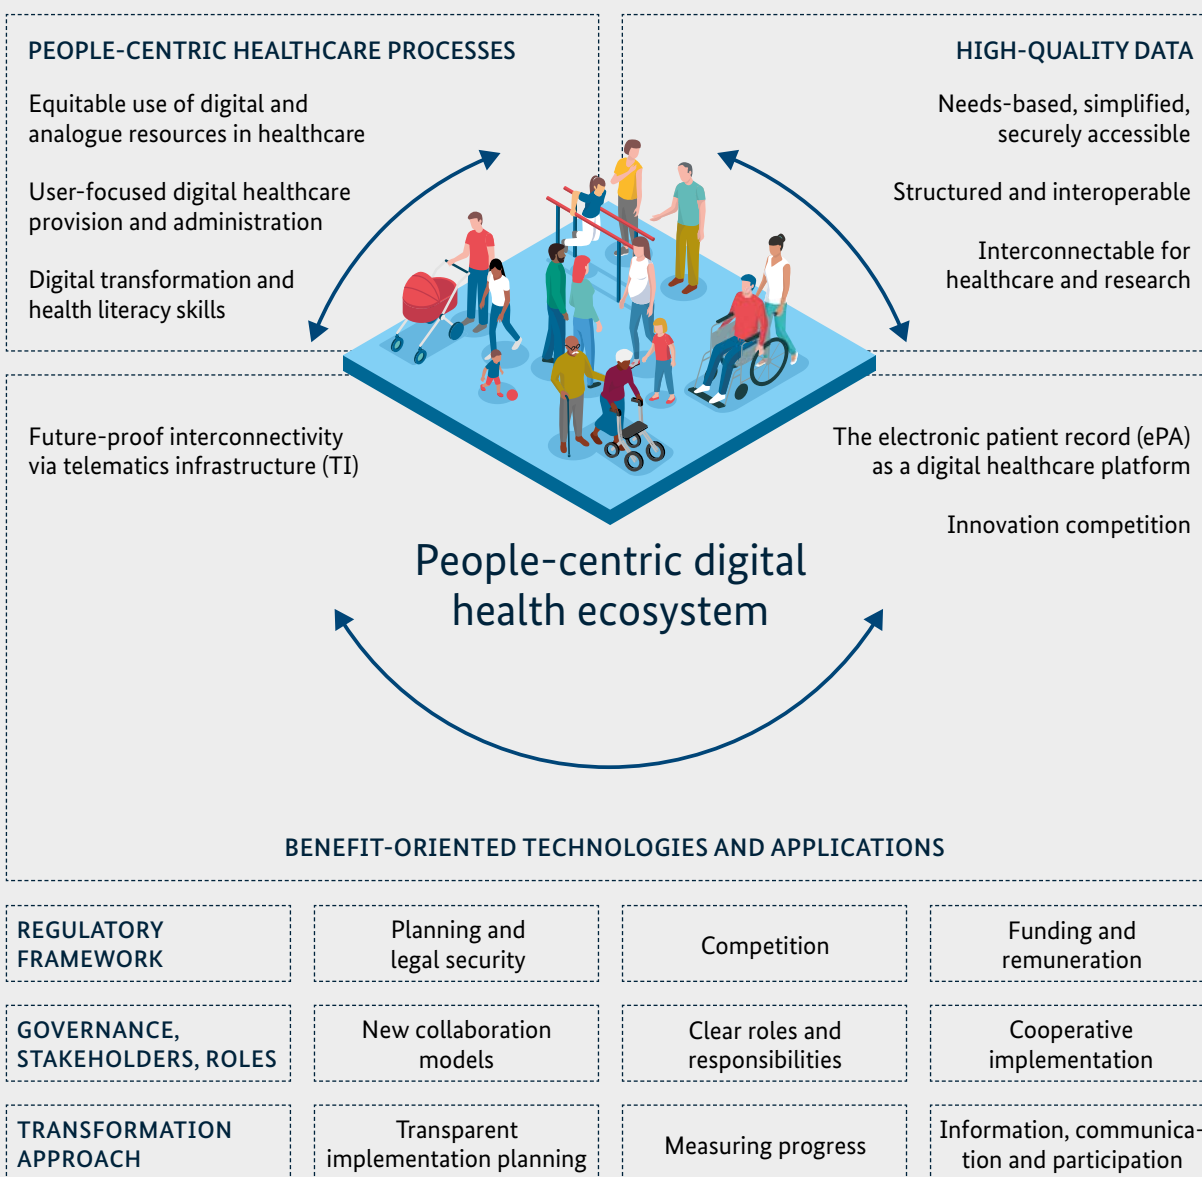 PEOPLE-CENTRIC HEALTHCARE PROCESSES
Equitable use of digital and
analogue resources in healthcare
User-focused digital healthcare
provision and administration
Digital transformation and
health literacy skills
HIGH-QUALITY DATA
Needs-based, simplified,
securely accessible
Structured and interoperable
Interconnectable for
healthcare and research
Future-proof interconnectivity
via telematics infrastructure (TI)
The electronic patient record (ePA)
as a digital healthcare platform
Innovation competition
People-centric digital
health ecosystem
BENEFIT-ORIENTED TECHNOLOGIES AND APPLICATIONS
REGULATORY
FRAMEWORK
Planning and
legal security
Competition
Funding and
remuneration
GOVERNANCE,
STAKEHOLDERS, ROLES
New collaboration
models
Clear roles and
responsibilities
Cooperative
implementation
TRANSFORMATION
APPROACH
Transparent
implementation planning
Measuring progress
Information, communica-
tion and participation